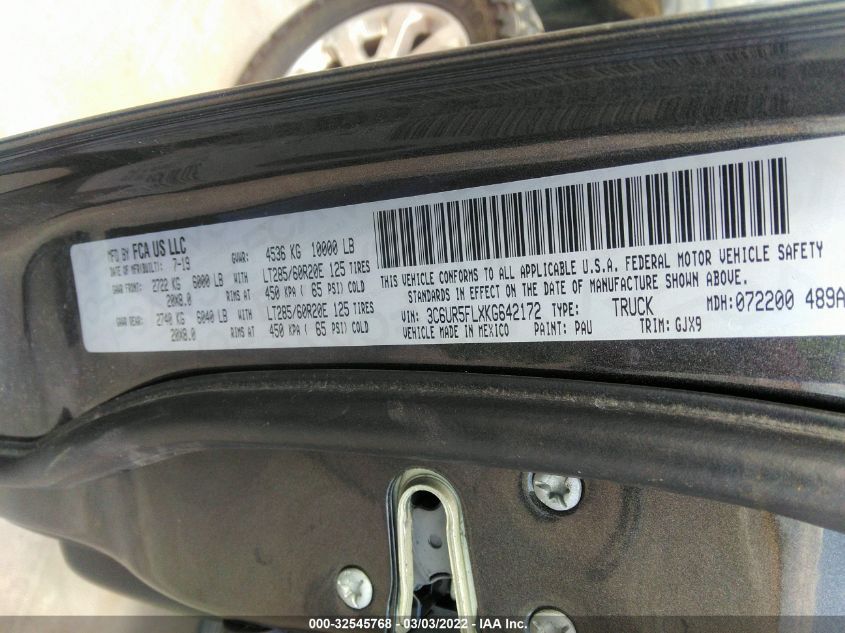 MFD BY FCA US LLC
DATE OF MFR(BUILT): 7-19 GVWR: 4536 KG 10000 LB
GAWR FRONT: 2722 KG 6000 LB WITH LT285/60R20E 125 TIRES
20X8.0 RIMS AT 450 KPA ( 65 PSI) COLD
GAWR REAR: 2740 KG 6040 LB WITH LT285/60R20E 125 TIRES
20X8.0 RIMS AT 450 KPA ( 65 PSI) COLD
THIS VEHICLE CONFORMS TO ALL APPLICABLE U.S.A. FEDERAL MOTOR VEHICLE SAFETY
STANDARDS IN EFFECT ON THE DATE OF MANUFACTURE SHOWN ABOVE.
VIN: 3C6UR5FLXKG642172 TYPE: TRUCK MDH: 072200 489A
VEHICLE MADE IN MEXICO PAINT: PAU TRIM: GJX9
000-32545768 - 03/03/2022 - IAA Inc.